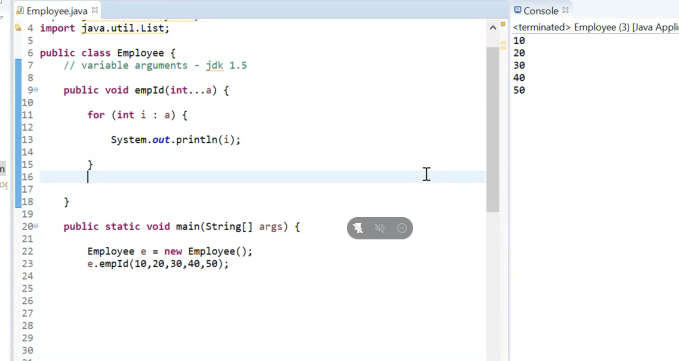 Employee.java
4 import java.util.List;
5
6 public class Employee {
7 // variable arguments - jdk 1.5
8
9 public void empId(int...a) {
10
11 for (int i : a) {
12
13 System.out.println(i);
14
15 }
16
17
18 }
19
20 public static void main(String[] args) {
21
22 Employee e = new Employee();
23 e.empId(10,20,30,40,50);
24
25
26
27
28
29
30
Console
<terminated> Employee (3) [Java Appli
10
20
30
40
50